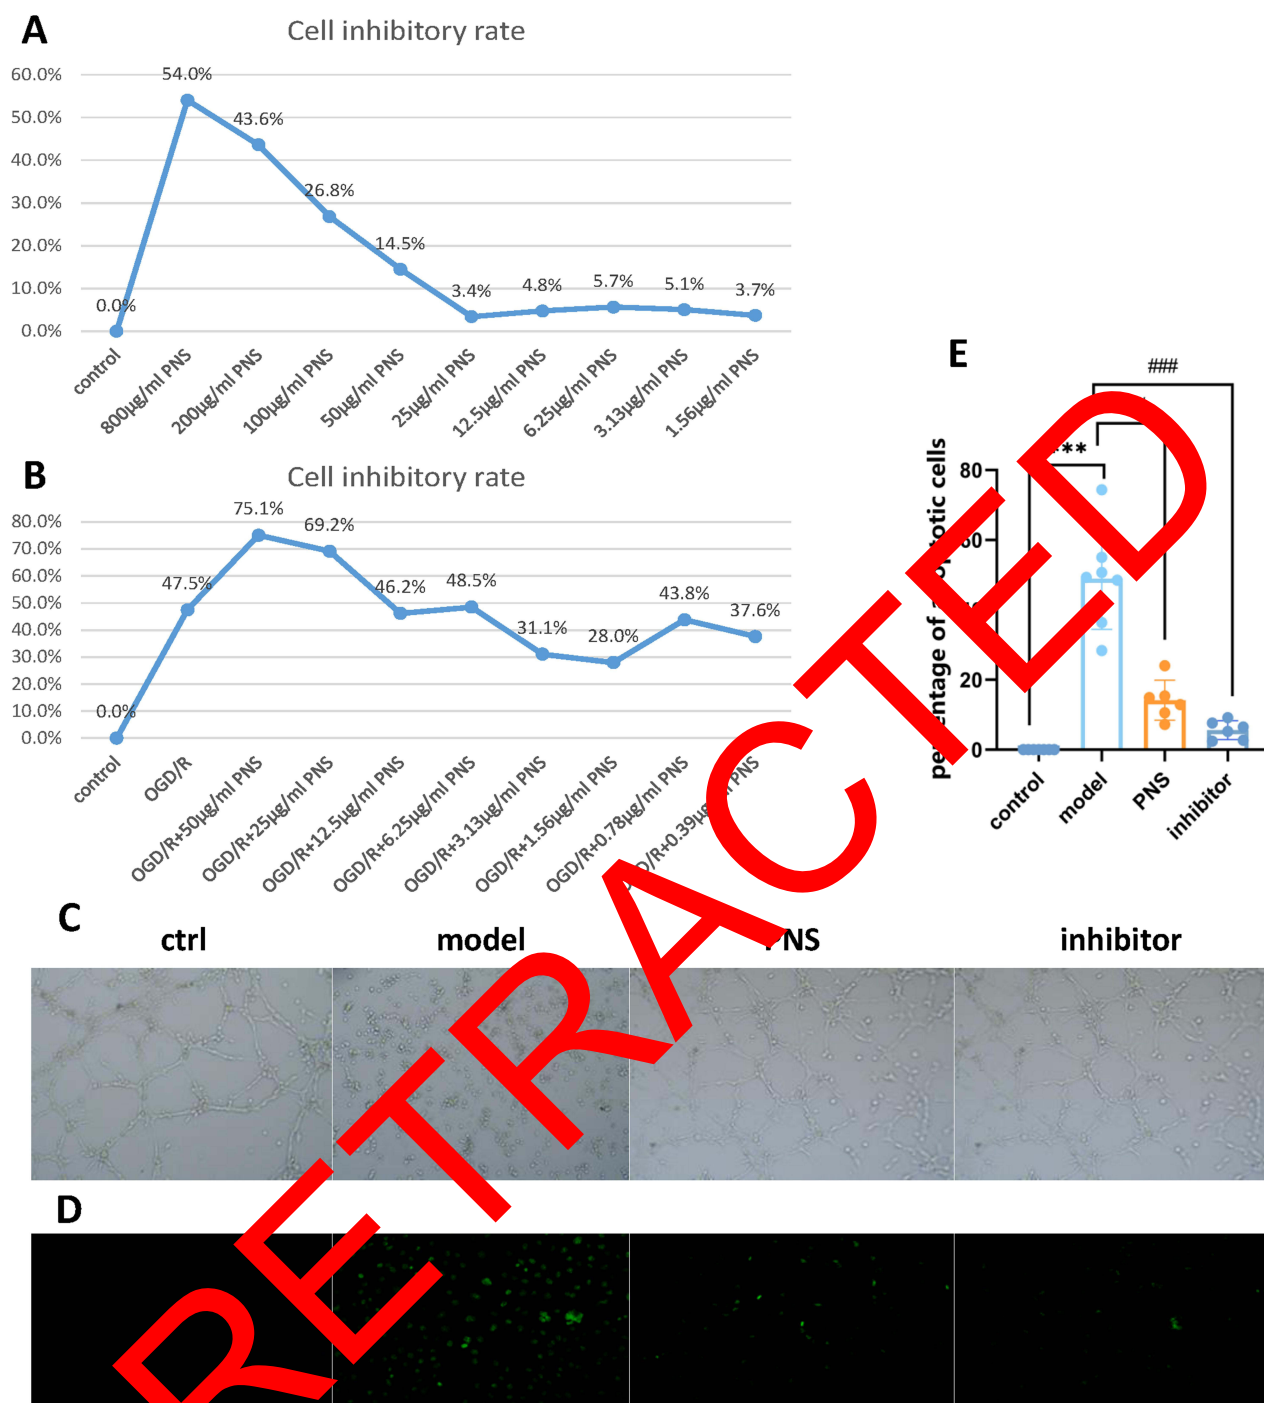 A
Cell inhibitory rate
60.0%
50.0%
40.0%
30.0%
20.0%
10.0%
0.0%
0.0%
54.0%
43.6%
26.8%
14.5%
3.4%
4.8%
5.7%
5.1%
3.7%
control
800µg/ml PNS
200µg/ml PNS
100µg/ml PNS
50µg/ml PNS
25µg/ml PNS
12.5µg/ml PNS
6.25µg/ml PNS
3.13µg/ml PNS
1.56µg/ml PNS
B
Cell inhibitory rate
80.0%
70.0%
60.0%
50.0%
40.0%
30.0%
20.0%
10.0%
0.0%
0.0%
47.5%
75.1%
69.2%
46.2%
48.5%
31.1%
28.0%
43.8%
37.6%
control
OGD/R
OGD/R+50µg/ml PNS
OGD/R+25µg/ml PNS
OGD/R+12.5µg/ml PNS
OGD/R+6.25µg/ml PNS
OGD/R+3.13µg/ml PNS
OGD/R+1.56µg/ml PNS
OGD/R+0.78µg/ml PNS
PNS
E
###
of
cells
80
20
0
control
model
PNS
inhibitor
C
ctrl
model
PNS
inhibitor
D
RETRACTED